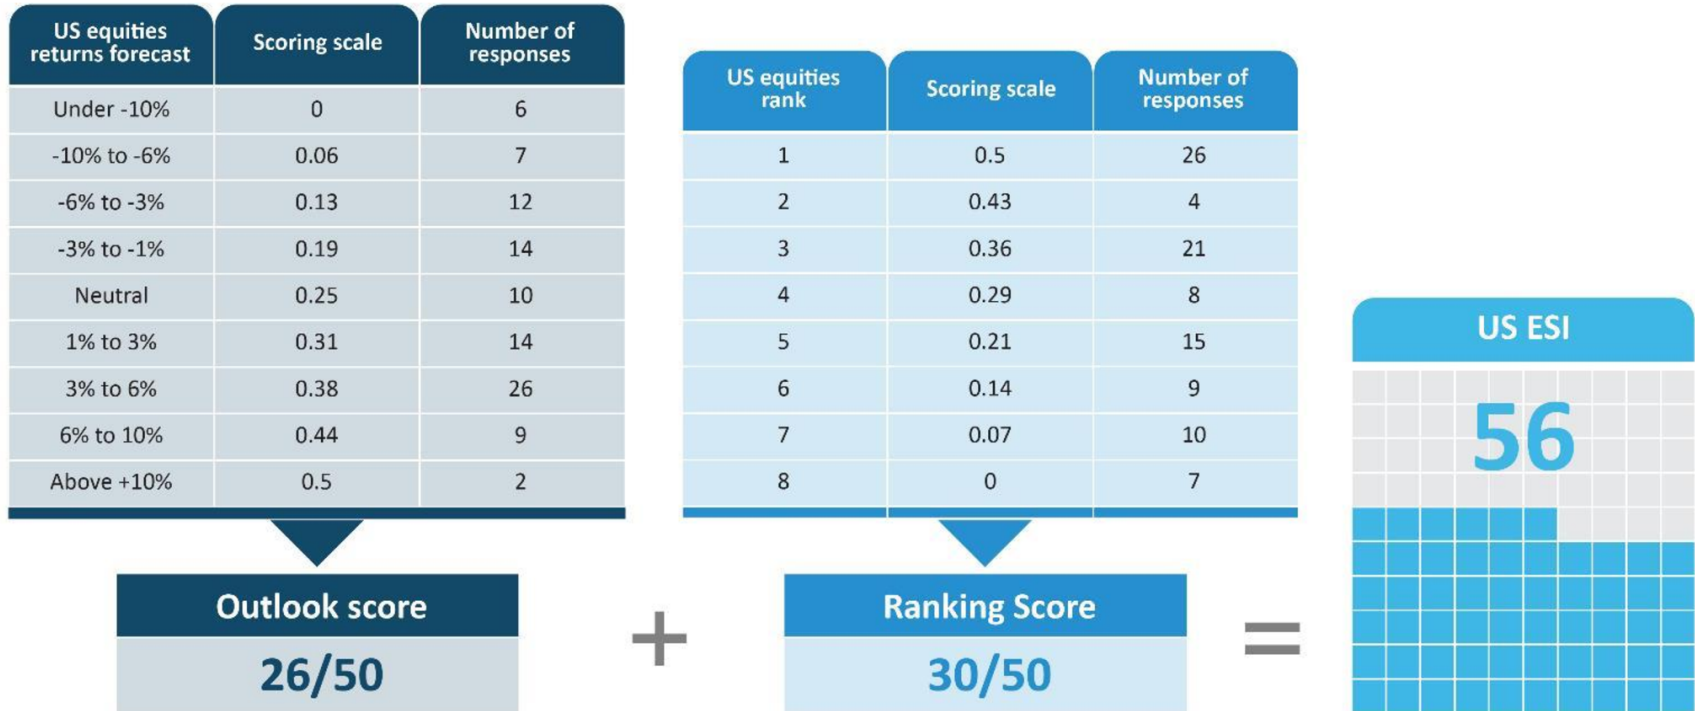 US equities returns forecast Scoring scale Number of responses
Under -10% 0 6
-10% to -6% 0.06 7
-6% to -3% 0.13 12
-3% to -1% 0.19 14
Neutral 0.25 10
1% to 3% 0.31 14
3% to 6% 0.38 26
6% to 10% 0.44 9
Above +10% 0.5 2
Outlook score
26/50
+
US equities rank Scoring scale Number of responses
1 0.5 26
2 0.43 4
3 0.36 21
4 0.29 8
5 0.21 15
6 0.14 9
7 0.07 10
8 0 7
Ranking Score
30/50
=
US ESI
56